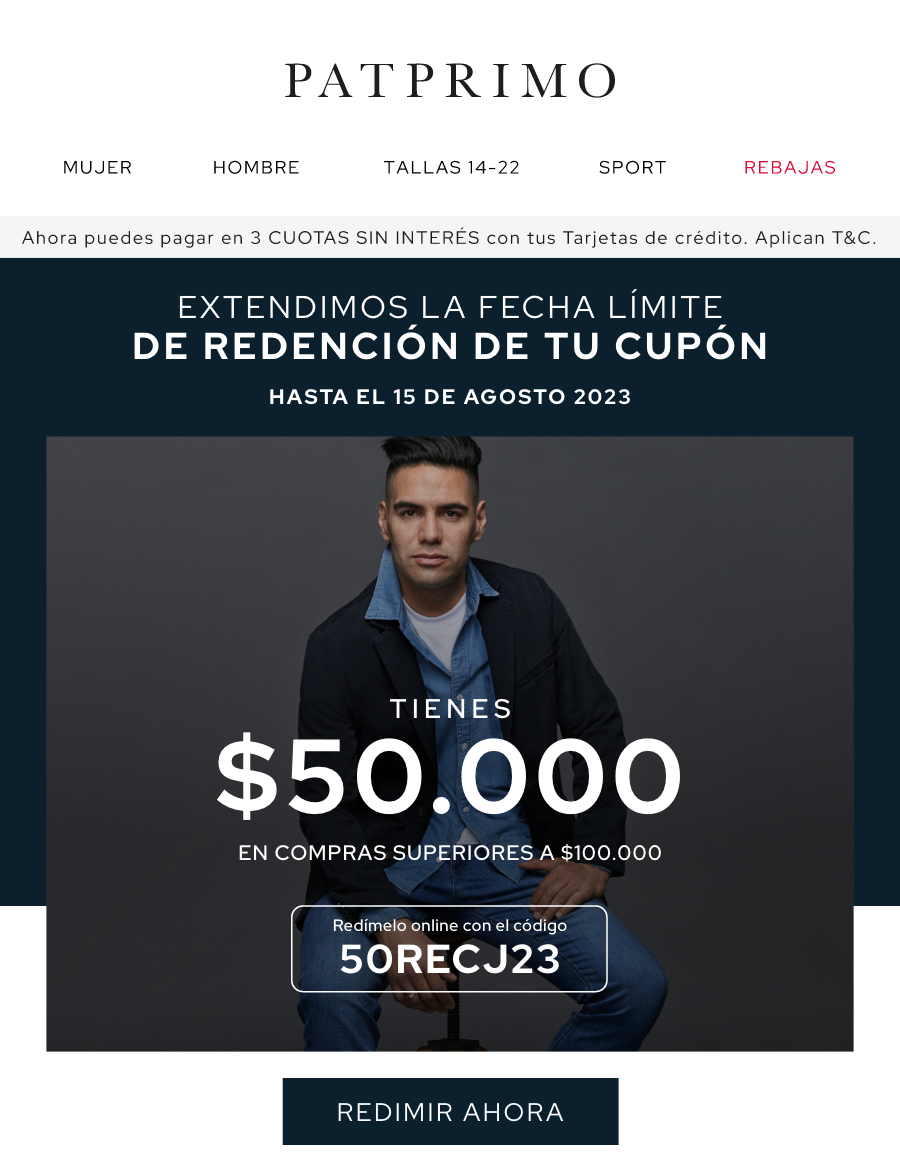 PATPRIMO
MUJER HOMBRE TALLAS 14-22 SPORT REBAJAS
Ahora puedes pagar en 3 CUOTAS SIN INTERÉS con tus Tarjetas de crédito. Aplican T&C.
EXTENDIMOS LA FECHA LÍMITE
DE REDENCIÓN DE TU CUPÓN
HASTA EL 15 DE AGOSTO 2023
TIENES
$50.000
EN COMPRAS SUPERIORES A $100.000
Redímelo online con el código
50RECJ23
REDIMIR AHORA